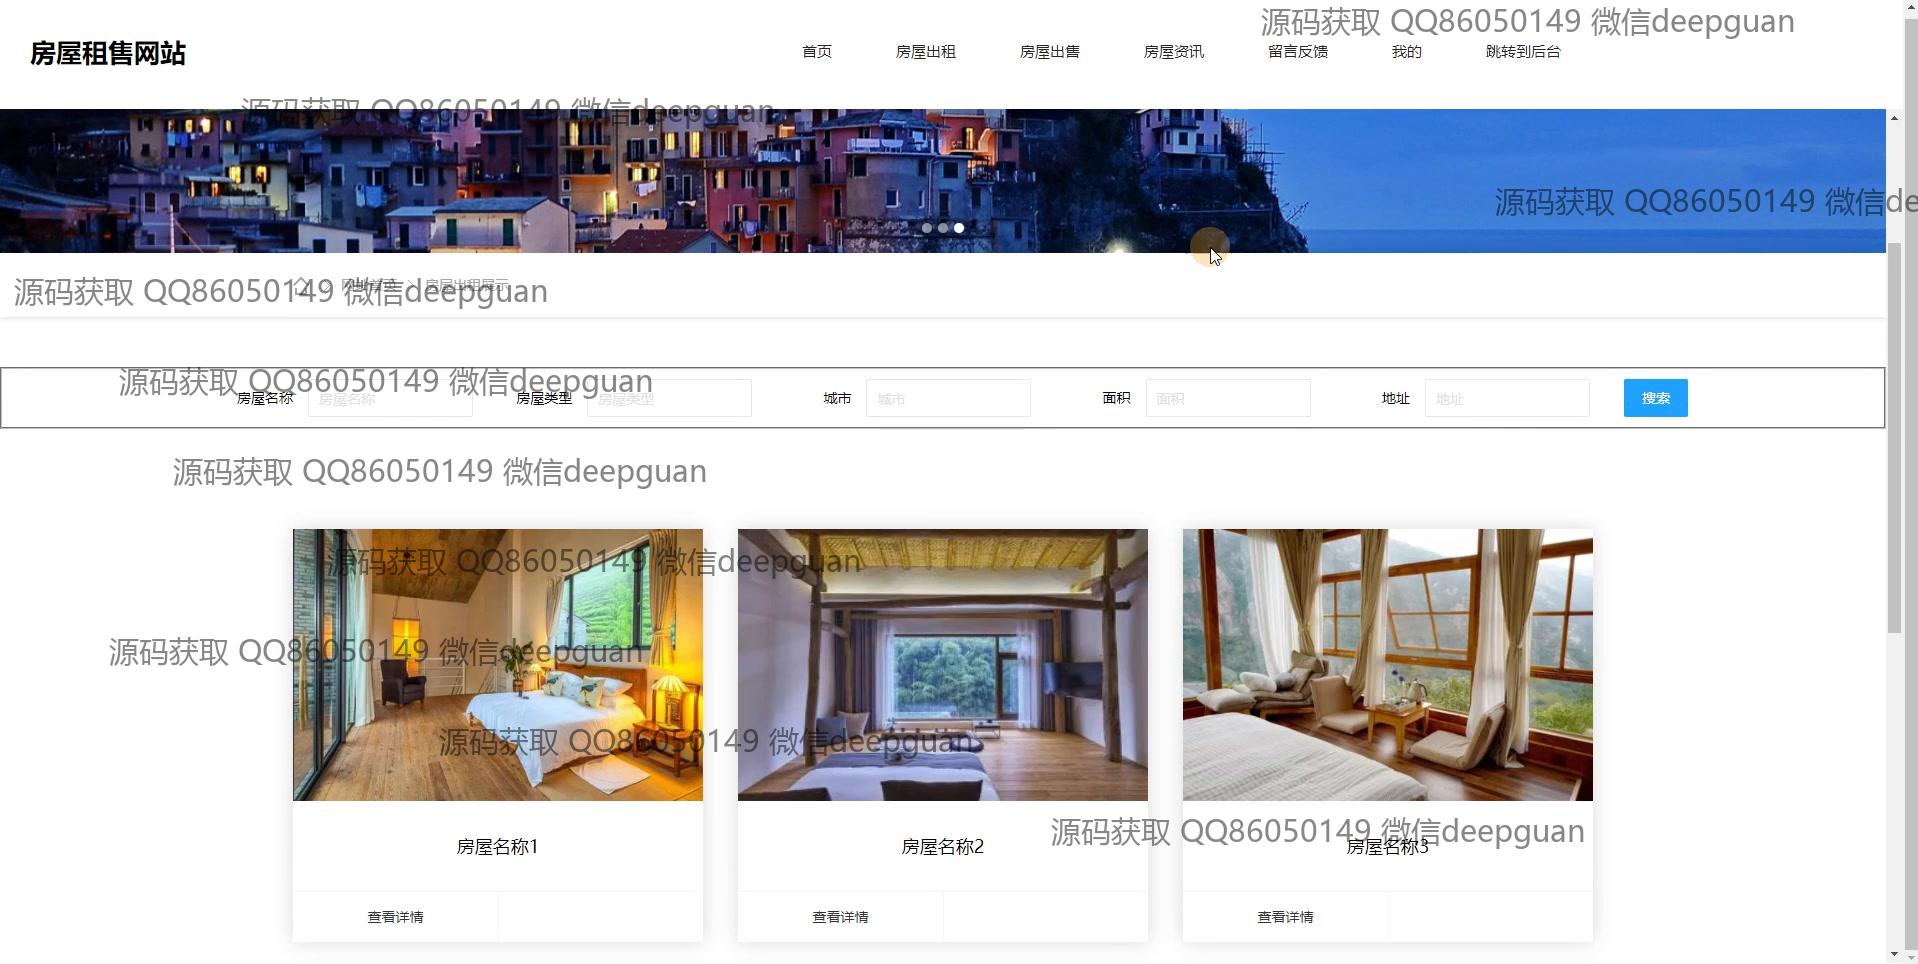 源码获取 QQ86050149 微信deepguan
房屋租售网站
首页 房屋出租 房屋出售 房屋资讯 留言反馈 我的 跳转到后台
源码获取 QQ86050149 微信deepguan
源码获取 QQ86050149 微信de
网站首页 > 房屋出租展示
源码获取 QQ86050149 微信deepguan
源码获取 QQ86050149 微信deepguan
房屋名称 房屋名称 房屋类型 房屋类型 城市 城市 面积 面积 地址 地址 搜索
源码获取 QQ86050149 微信deepguan
源码获取 QQ86050149 微信deepguan
源码获取 QQ86050149 微信deepguan
源码获取 QQ86050149 微信deepguan
源码获取 QQ86050149 微信deepguan
房屋名称1 房屋名称2 房屋名称3
查看详情 查看详情 查看详情